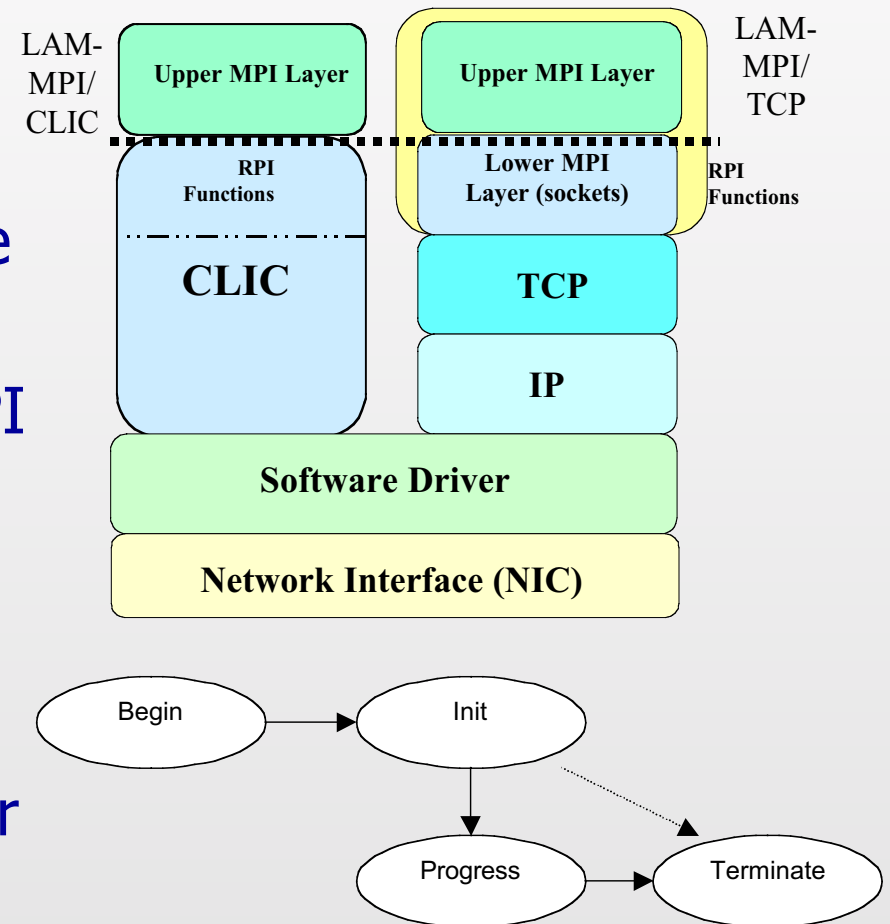 LAM-
MPI/
CLIC
Upper MPI Layer
Upper MPI Layer
LAM-
MPI/
TCP
RPI
Functions
Lower MPI
Layer (sockets)
RPI
Functions
CLIC
TCP
IP
Software Driver
Network Interface (NIC)
Begin
Init
Progress
Terminate